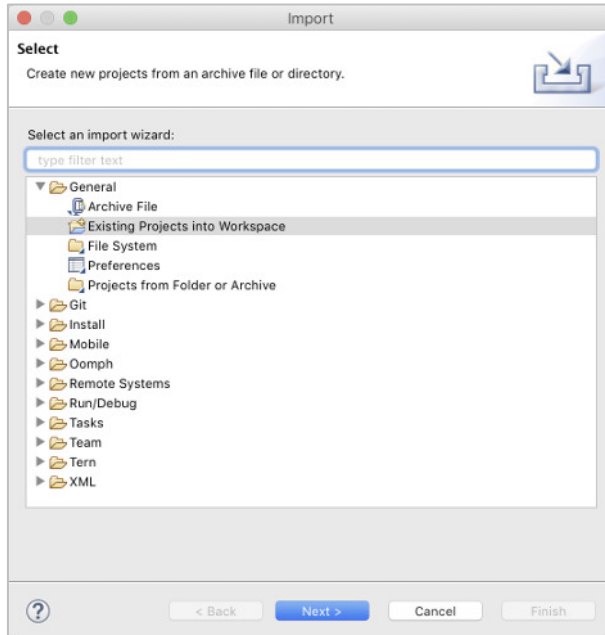 Import
Select
Create new projects from an archive file or directory.
Select an import wizard:
type filter text
General
Archive File
Existing Projects into Workspace
File System
Preferences
Projects from Folder or Archive
Git
Install
Mobile
Oomph
Remote Systems
Run/Debug
Tasks
Team
Tern
XML
? < Back Next > Cancel Finish